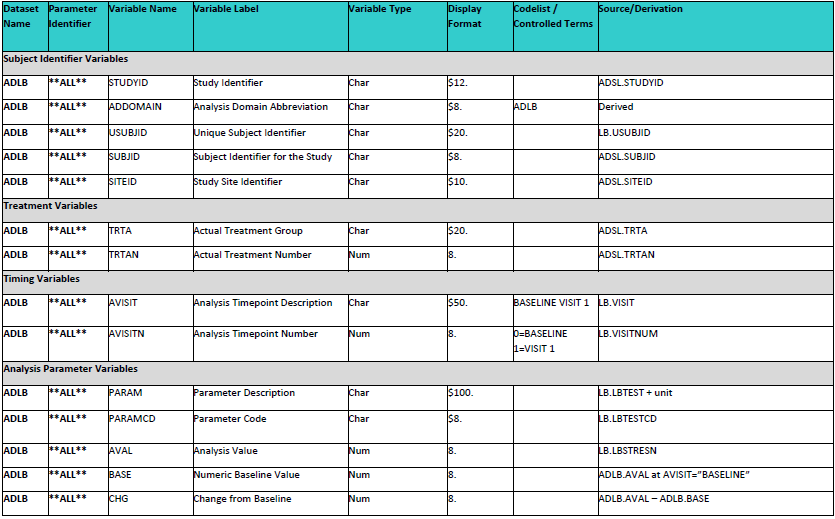 Dataset Name Parameter Identifier Variable Name Variable Label Variable Type Display Format Codelist / Controlled Terms Source/Derivation
Subject Identifier Variables
ADLB **ALL** STUDYID Study Identifier Char $12. ADSL.STUDYID
ADLB **ALL** ADDOMAIN Analysis Domain Abbreviation Char $8. ADLB Derived
ADLB **ALL** USUBJID Unique Subject Identifier Char $20. LB.USUBJID
ADLB **ALL** SUBJID Subject Identifier for the Study Char $8. ADSL.SUBJID
ADLB **ALL** SITEID Study Site Identifier Char $10. ADSL.SITEID
Treatment Variables
ADLB **ALL** TRTA Actual Treatment Group Char $20. ADSL.TRTA
ADLB **ALL** TRTAN Actual Treatment Number Num 8. ADSL.TRTAN
Timing Variables
ADLB **ALL** AVISIT Analysis Timepoint Description Char $50. BASELINE VISIT 1 LB.VISIT
ADLB **ALL** AVISITN Analysis Timepoint Number Num 8. 0=BASELINE 1=VISIT 1 LB.VISITNUM
Analysis Parameter Variables
ADLB **ALL** PARAM Parameter Description Char $100. LB.LBTEST + unit
ADLB **ALL** PARAMCD Parameter Code Char $8. LB.LBTESTCD
ADLB **ALL** AVAL Analysis Value Num 8. LB.LBSTRESN
ADLB **ALL** BASE Numeric Baseline Value Num 8. ADLB.AVAL at AVISIT=“BASELINE”
ADLB **ALL** CHG Change from Baseline Num 8. ADLB.AVAL – ADLB.BASE